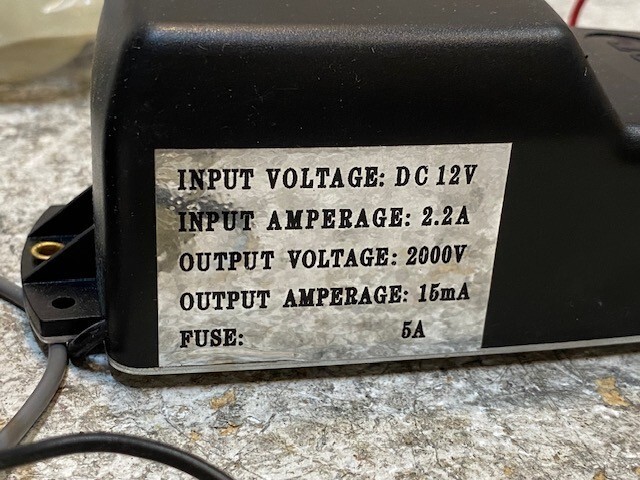 INPUT VOLTAGE: DC 12V
INPUT AMPERAGE: 2.2A
OUTPUT VOLTAGE: 2000V
OUTPUT AMPERAGE: 15mA
FUSE: 5A